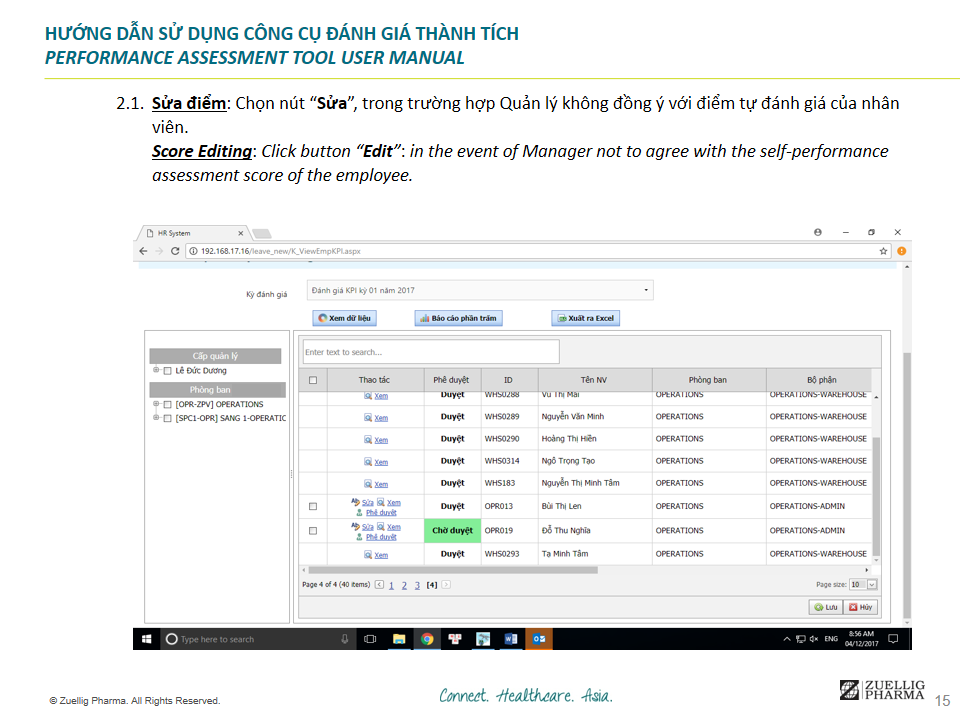 HƯỚNG DẪN SỬ DỤNG CÔNG CỤ ĐÁNH GIÁ THÀNH TÍCH
PERFORMANCE ASSESSMENT TOOL USER MANUAL
2.1. Sửa điểm: Chọn nút “Sửa”, trong trường hợp Quản lý không đồng ý với điểm tự đánh giá của nhân
viên.
Score Editing: Click button “Edit”: in the event of Manager not to agree with the self-performance
assessment score of the employee.
HR System
192.168.17.16/leave_new/K_ViewEmpKPI.aspx
Kỳ đánh giá Đánh giá KPI kỳ 01 năm 2017
Xem dữ liệu Báo cáo phần trăm Xuất ra Excel
Cấp quản lý
Lê Đức Dương
Phòng ban
[OPR-ZPV] OPERATIONS
[SPC1-OPR] SANG 1-OPERATIC
Enter text to search...
Thao tác Phê duyệt ID Tên NV Phòng ban Bộ phận
Xem Duyệt WHS0288 Vũ Thị Mai OPERATIONS OPERATIONS-WAREHOUSE
Xem Duyệt WHS0289 Nguyễn Văn Minh OPERATIONS OPERATIONS-WAREHOUSE
Xem Duyệt WHS0290 Hoàng Thị Hiền OPERATIONS OPERATIONS-WAREHOUSE
Xem Duyệt WHS0314 Ngô Trọng Tạo OPERATIONS OPERATIONS-WAREHOUSE
Xem Duyệt WHS183 Nguyễn Thị Minh Tâm OPERATIONS OPERATIONS-WAREHOUSE
Sửa Xem
Phê duyệt Duyệt OPR013 Bùi Thị Len OPERATIONS OPERATIONS-ADMIN
Sửa Xem
Phê duyệt Chờ duyệt OPR019 Đỗ Thu Nghĩa OPERATIONS OPERATIONS-ADMIN
Xem Duyệt WHS0293 Tạ Minh Tâm OPERATIONS OPERATIONS-WAREHOUSE
Page 4 of 4 (40 items) 1 2 3 [4] Page size: 10
Lưu Hủy
Type here to search ENG 8:56 AM
04/12/2017
© Zuellig Pharma. All Rights Reserved.
Connect. Healthcare. Asia.
ZUELLIG
PHARMA
15